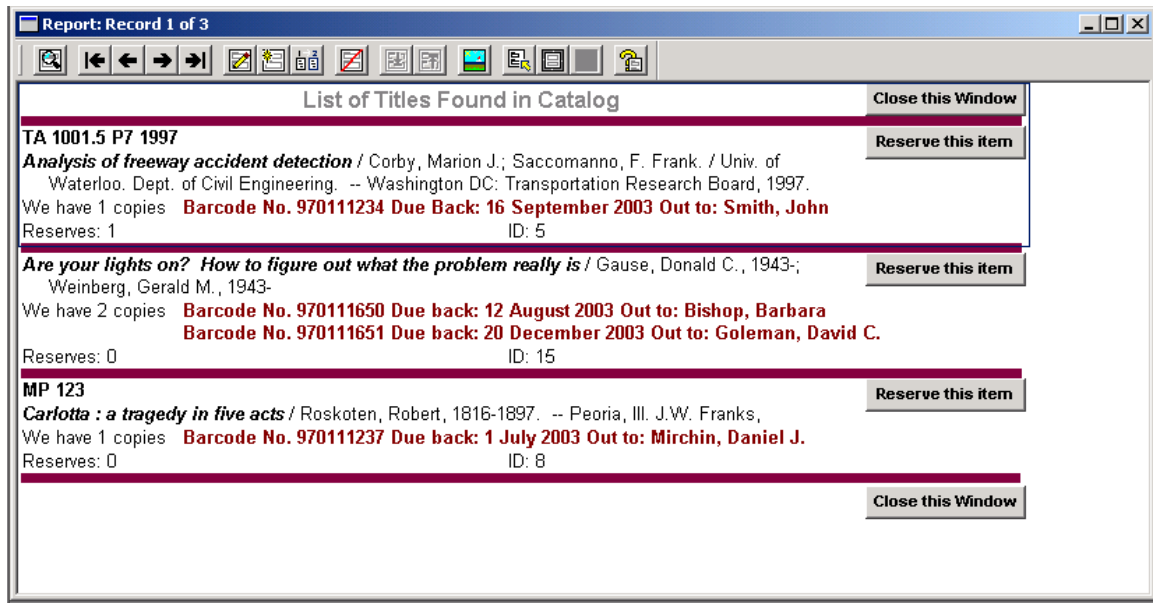 Report: Record 1 of 3
List of Titles Found in Catalog
Close this Window
TA 1001.5 P7 1997
Reserve this item
Analysis of freeway accident detection / Corby, Marion J.; Saccomanno, F. Frank. / Univ. of
Waterloo. Dept. of Civil Engineering. -- Washington DC: Transportation Research Board, 1997.
We have 1 copies Barcode No. 970111234 Due Back: 16 September 2003 Out to: Smith, John
Reserves: 1 ID: 5
Are your lights on? How to figure out what the problem really is / Gause, Donald C., 1943-;
Reserve this item
Weinberg, Gerald M., 1943-
We have 2 copies Barcode No. 970111650 Due back: 12 August 2003 Out to: Bishop, Barbara
Barcode No. 970111651 Due back: 20 December 2003 Out to: Goleman, David C.
Reserves: 0 ID: 15
MP 123
Reserve this item
Carlotta : a tragedy in five acts / Roskoten, Robert, 1816-1897. -- Peoria, Ill. J.W. Franks,
We have 1 copies Barcode No. 970111237 Due back: 1 July 2003 Out to: Mirchin, Daniel J.
Reserves: 0 ID: 8
Close this Window